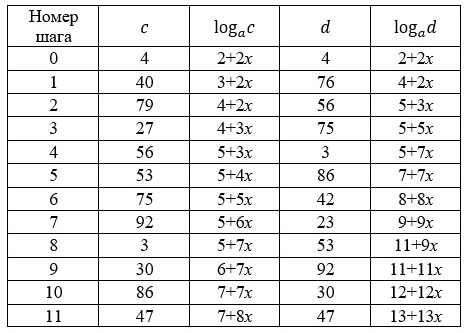 Номер шага c logₐc d logₐd
0 4 2+2x 4 2+2x
1 40 3+2x 76 4+2x
2 79 4+2x 56 5+3x
3 27 4+3x 75 5+5x
4 56 5+3x 3 5+7x
5 53 5+4x 86 7+7x
6 75 5+5x 42 8+8x
7 92 5+6x 23 9+9x
8 3 5+7x 53 11+9x
9 30 6+7x 92 11+11x
10 86 7+7x 30 12+12x
11 47 7+8x 47 13+13x